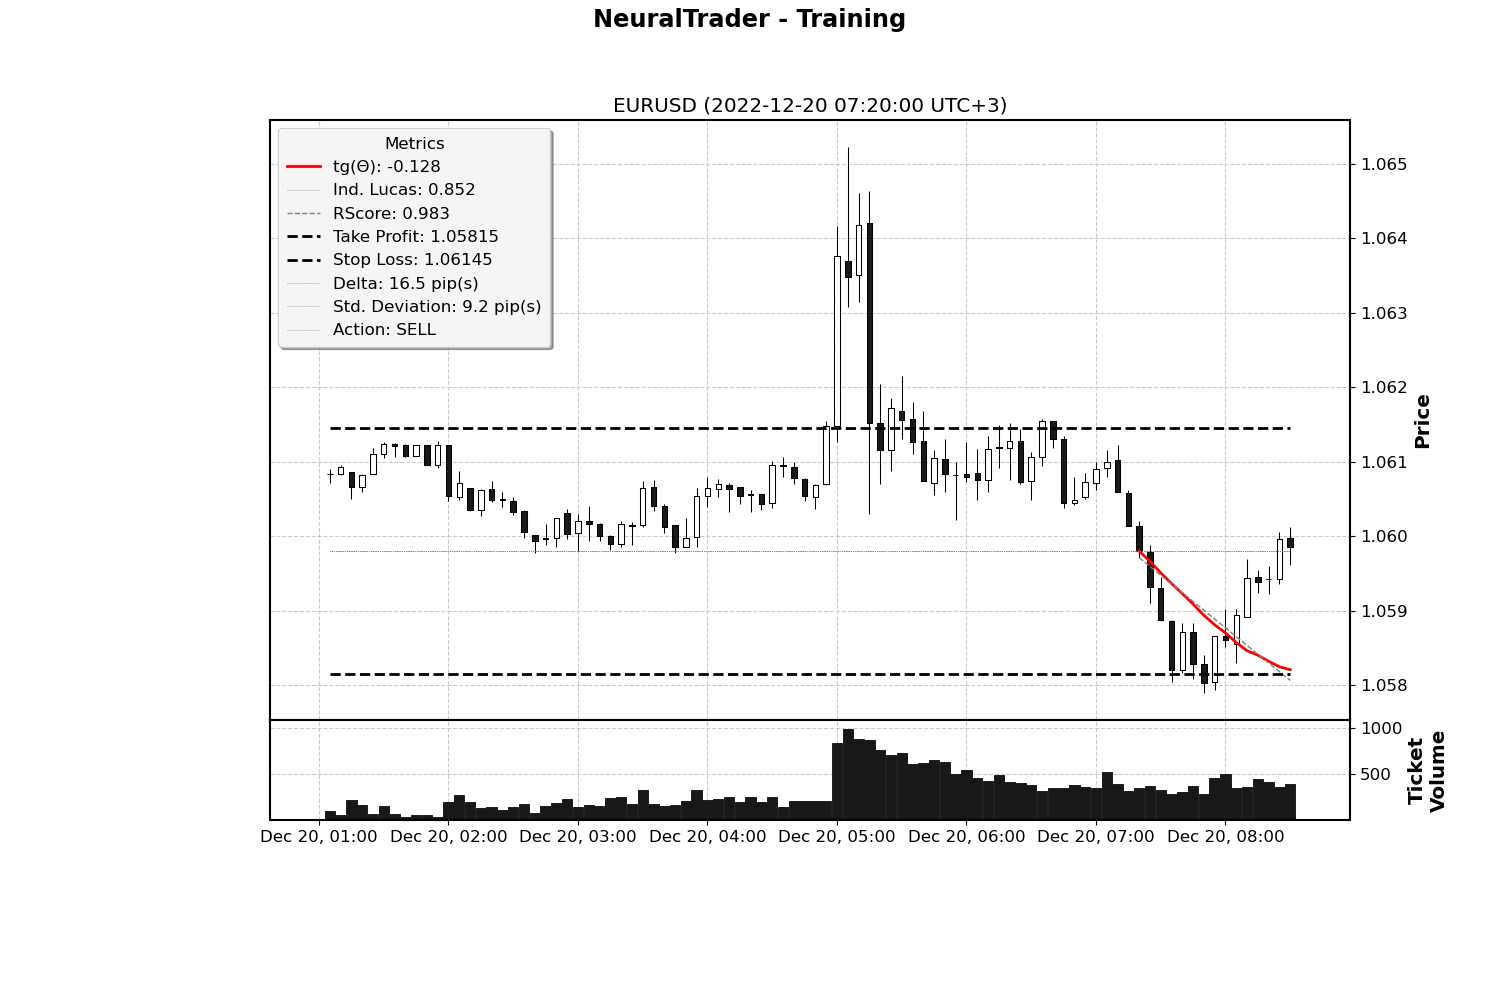 NeuralTrader - Training
EURUSD (2022-12-20 07:20:00 UTC+3)
Metrics
tg(Θ): -0.128
Ind. Lucas: 0.852
RScore: 0.983
Take Profit: 1.05815
Stop Loss: 1.06145
Delta: 16.5 pip(s)
Std. Deviation: 9.2 pip(s)
Action: SELL
1.065
1.064
1.063
1.062
1.061
1.060
1.059
1.058
Price
1000
500
Ticket
Volume
Dec 20, 01:00 Dec 20, 02:00 Dec 20, 03:00 Dec 20, 04:00 Dec 20, 05:00 Dec 20, 06:00 Dec 20, 07:00 Dec 20, 08:00